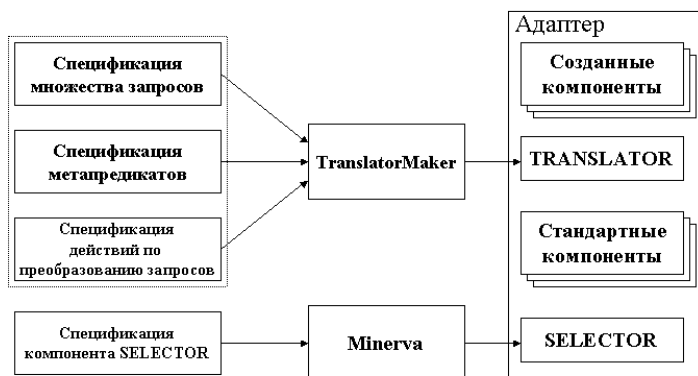 Адаптер
Спецификация
множества запросов
Созданные
компоненты
Спецификация
метапредикатов
TranslatorMaker
TRANSLATOR
Спецификация
действий по
преобразованию запросов
Стандартные
компоненты
Спецификация
компонента SELECTOR
Minerva
SELECTOR